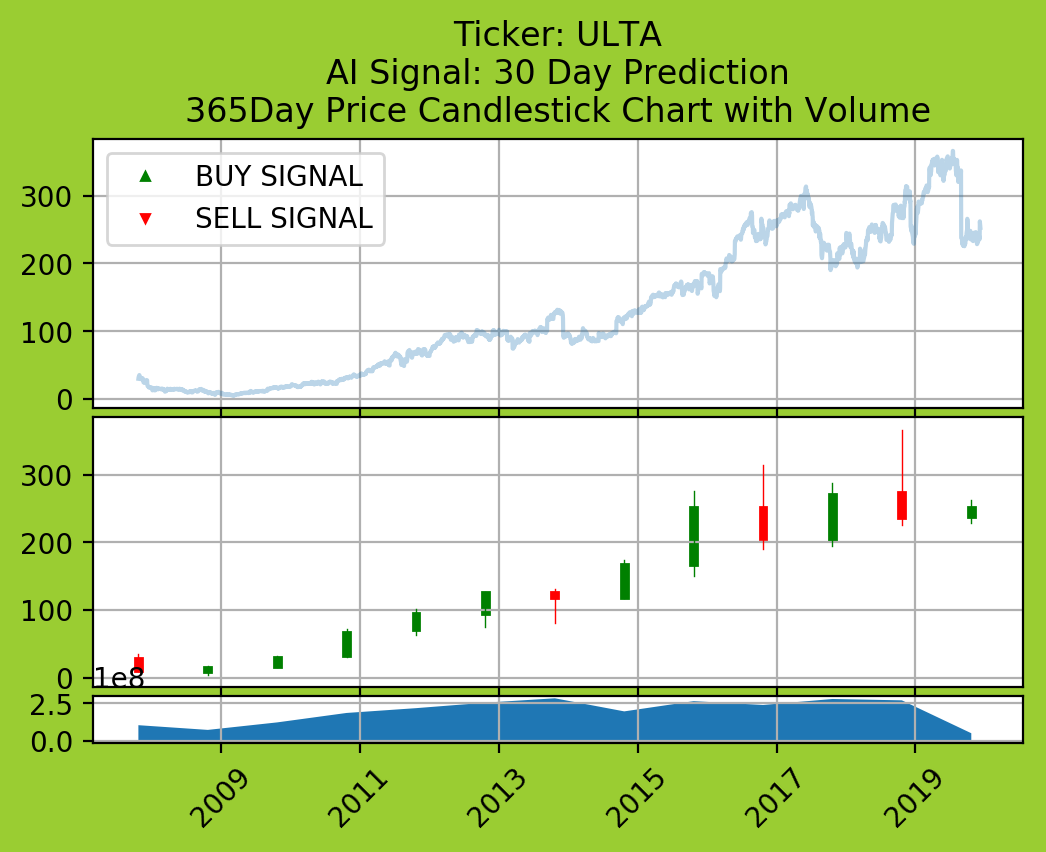 Ticker: ULTA
AI Signal: 30 Day Prediction
365Day Price Candlestick Chart with Volume
BUY SIGNAL
SELL SIGNAL
300
200
100
0
300
200
100
0
1e8
2.5
0.0
2009 2011 2013 2015 2017 2019